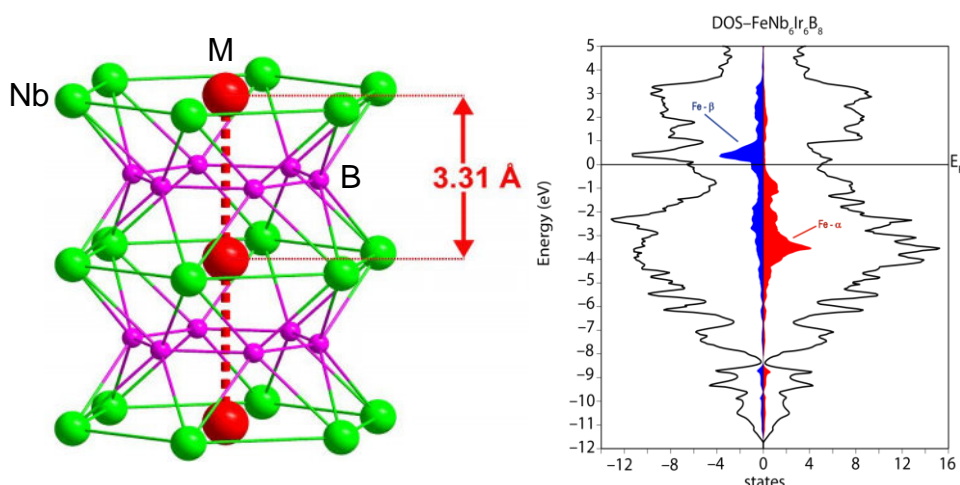 M
Nb
B
3.31 Å
DOS–FeNb₆Ir₆B₈
5
4
3
2
1
0
−1
−2
−3
−4
−5
−6
−7
−8
−9
−10
−11
−12
Energy (eV)
Fe - β
Fe - α
E
−12
−8
−4
0
4
8
12
16
states